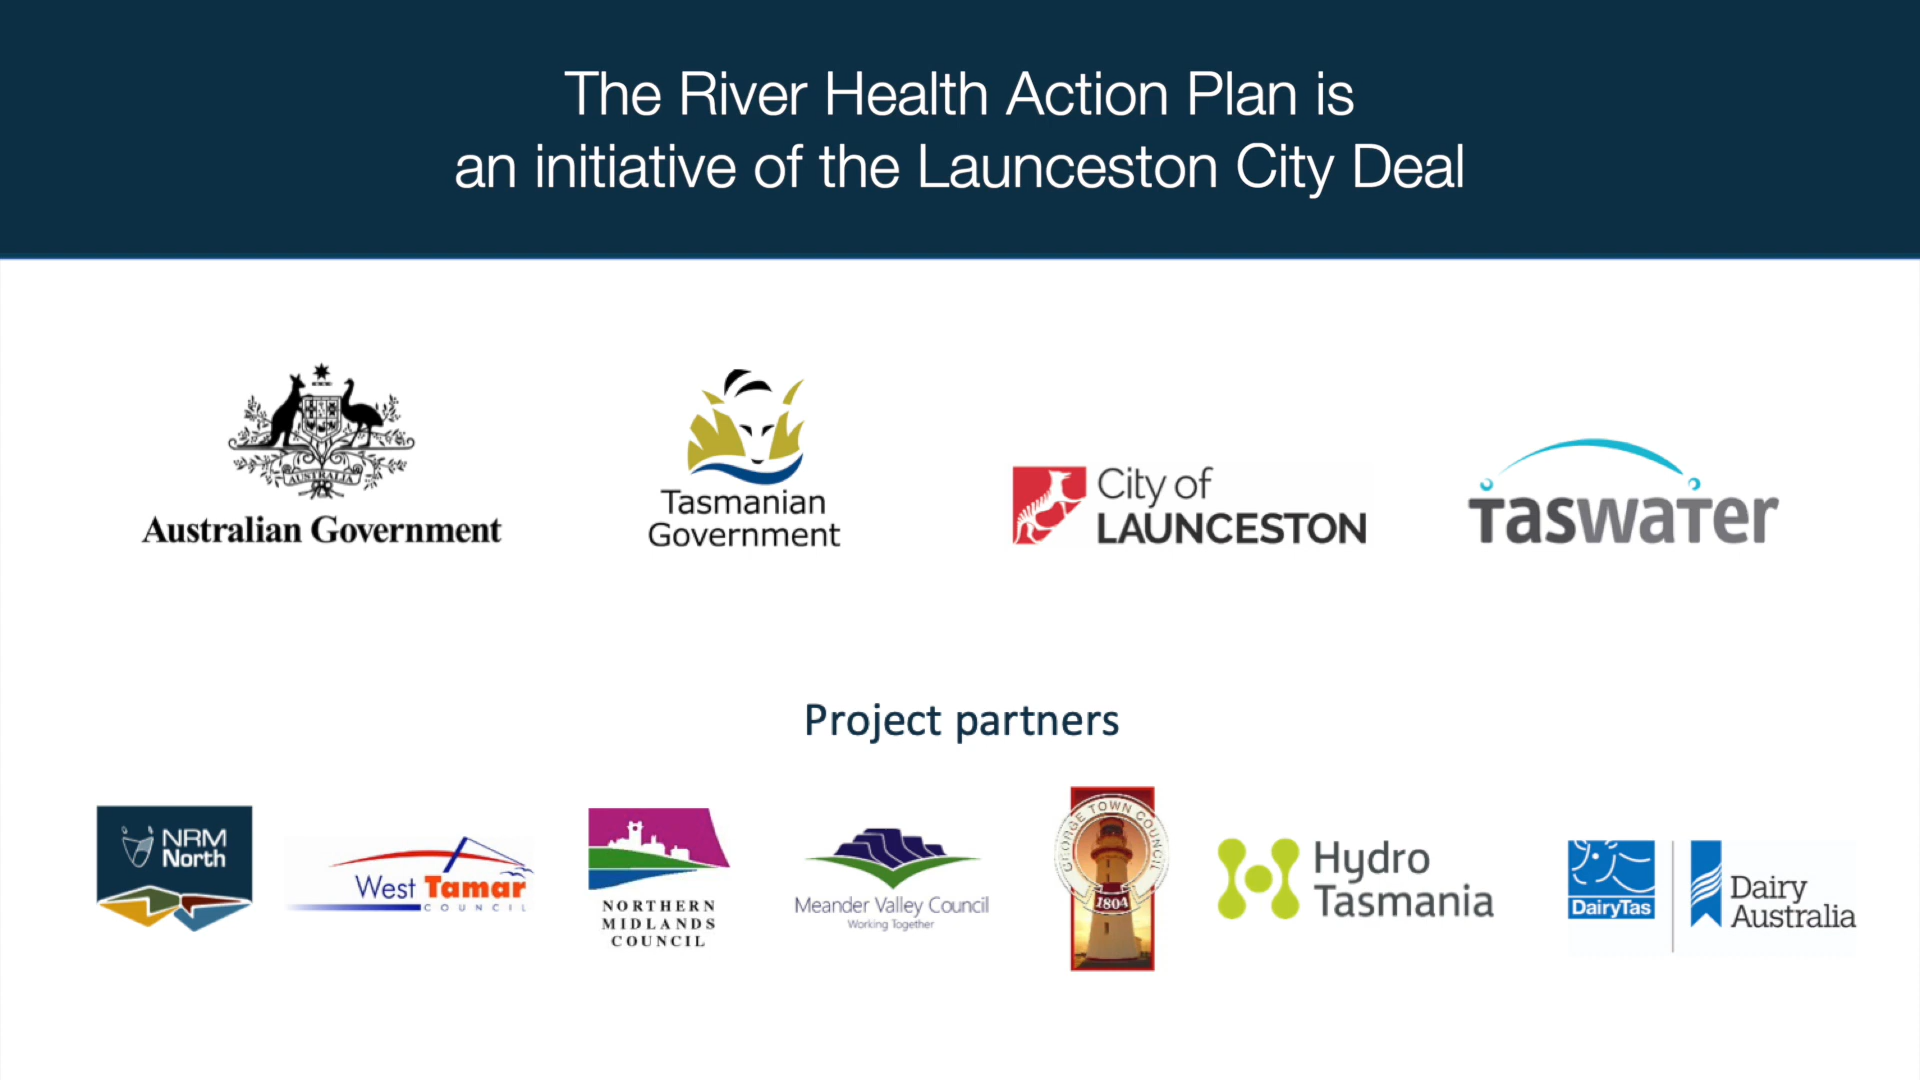 The River Health Action Plan is
an initiative of the Launceston City Deal
AUSTRALIA
Australian Government
Tasmanian
Government
City of
LAUNCESTON
Taswater
Project partners
NRM
North
West Tamar
COUNCIL
NORTHERN
MIDLANDS
COUNCIL
Meander Valley Council
Working Together
GEORGE TOWN COUNCIL
1804
Hydro
Tasmania
DairyTas
Dairy
Australia